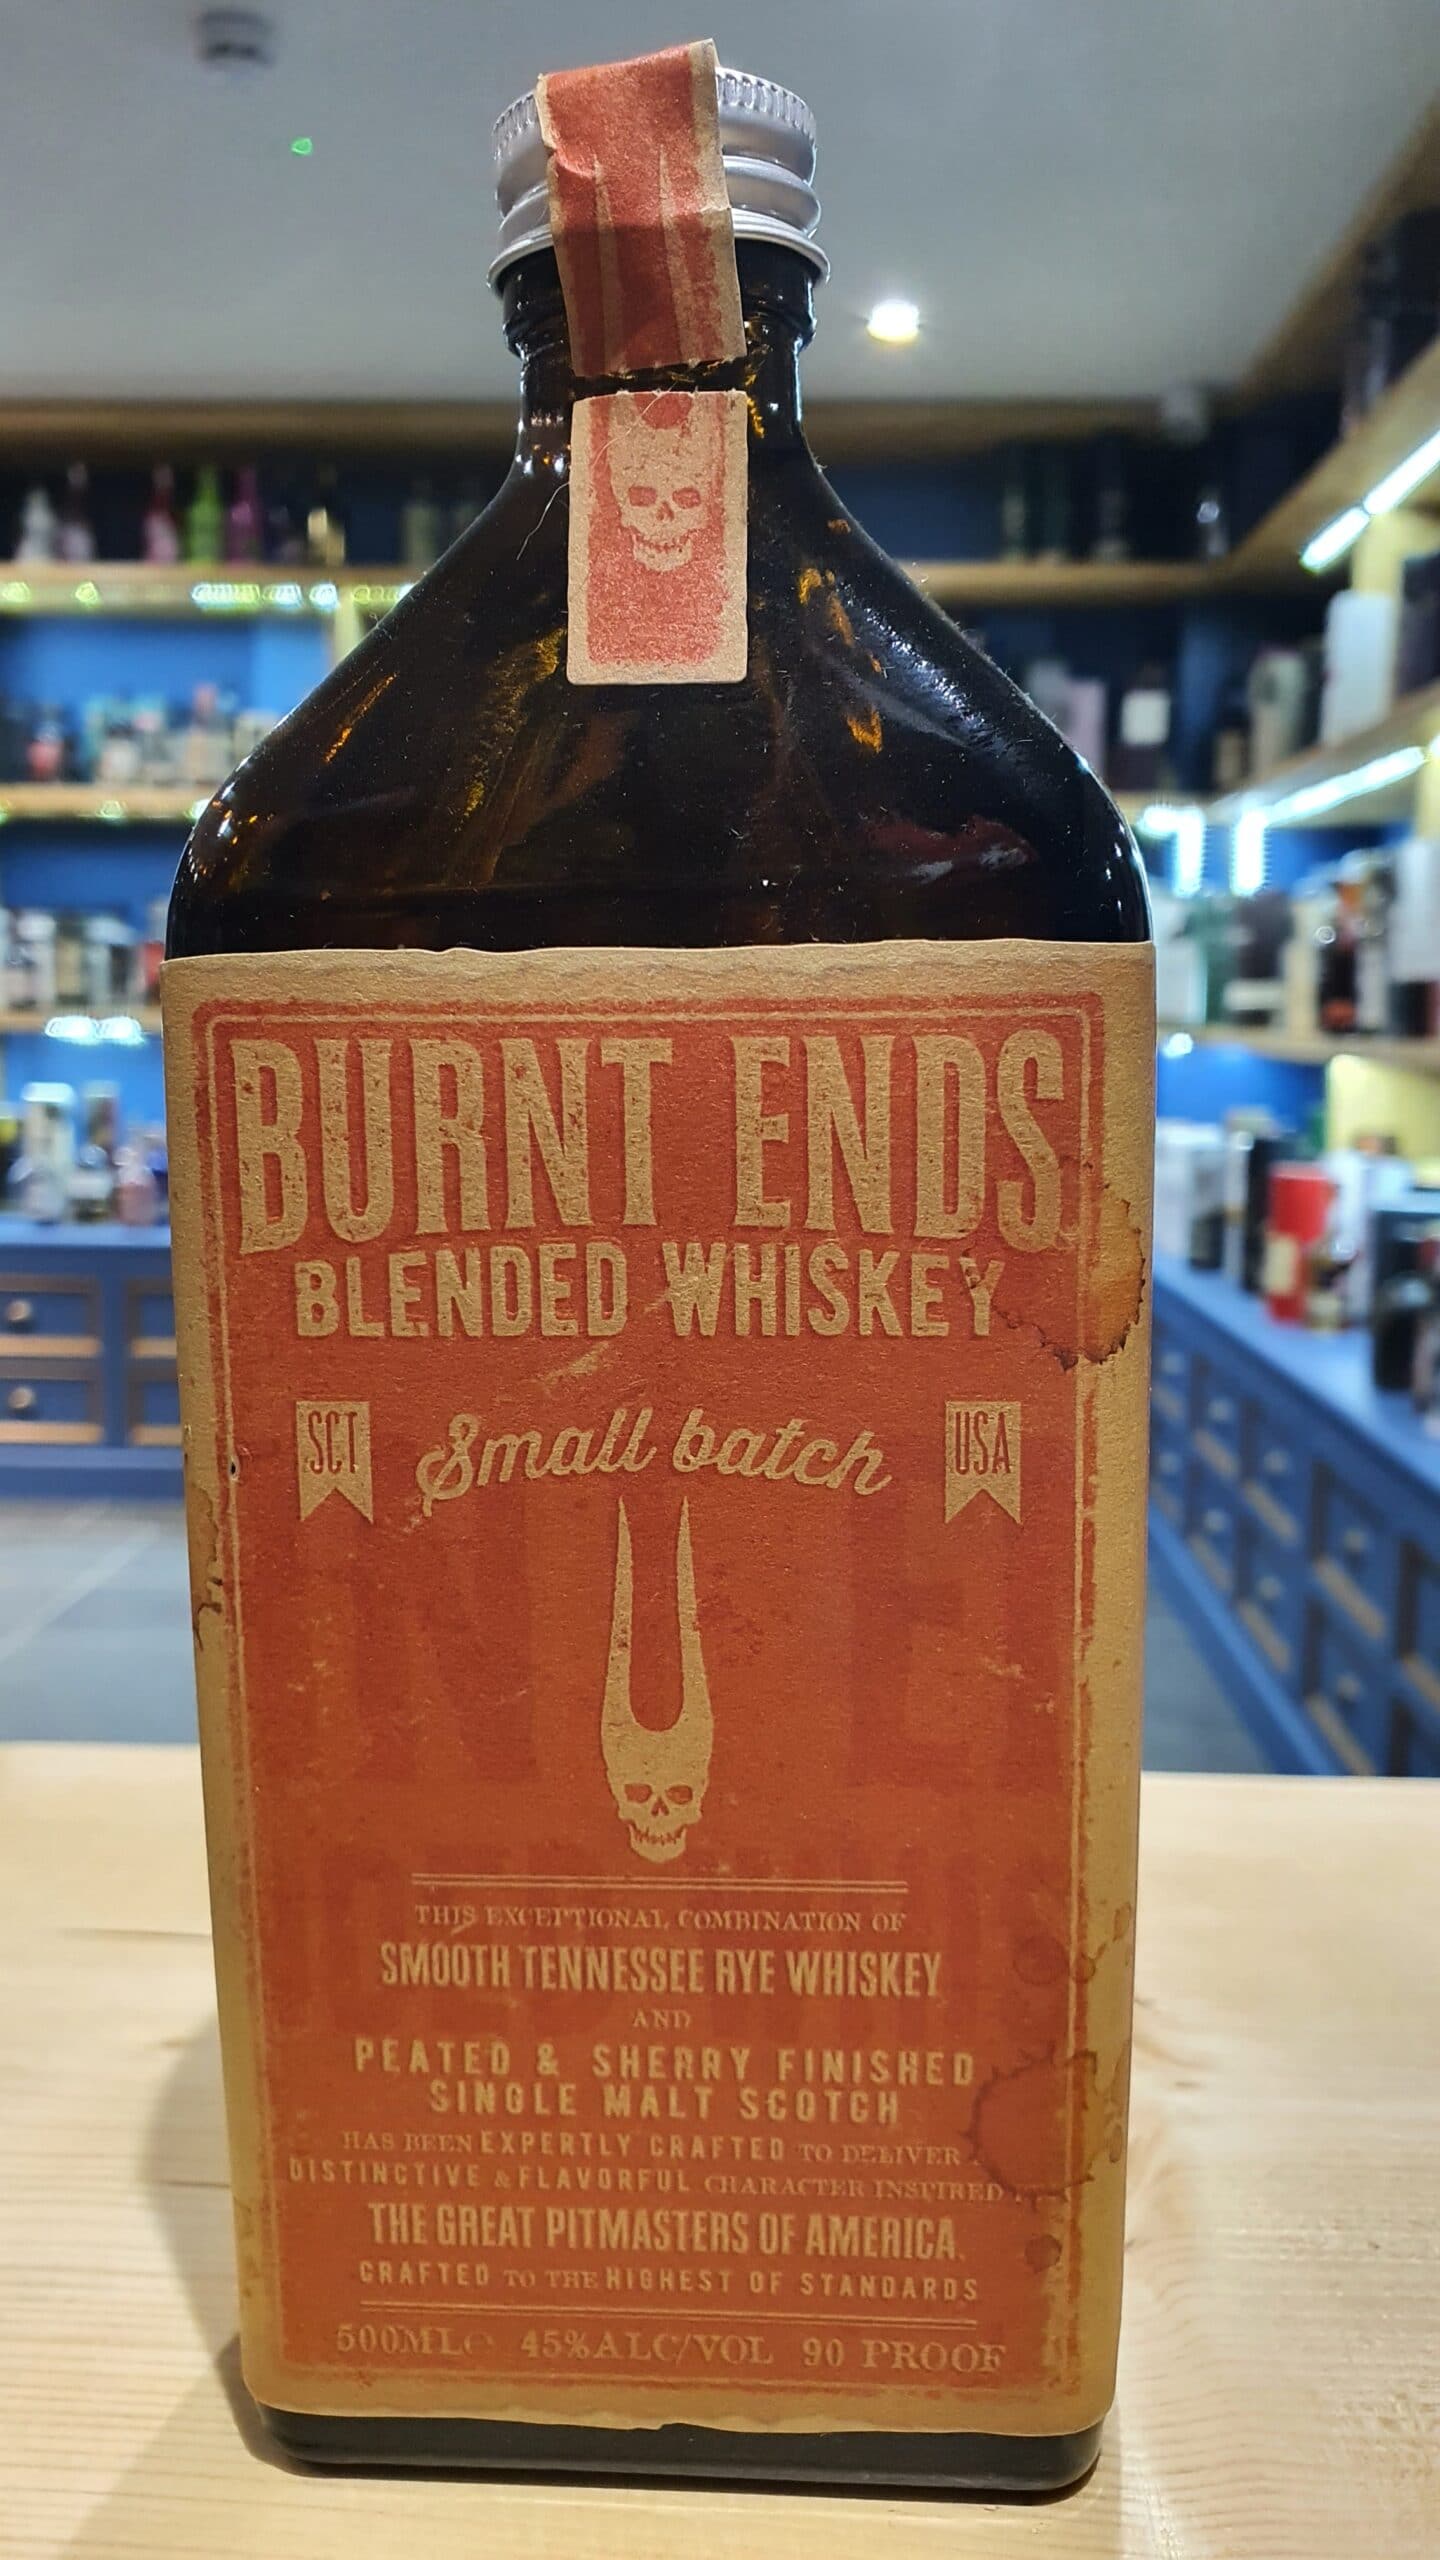 BURNT ENDS
BLENDED WHISKEY
SCT Small batch USA
THIS EXCEPTIONAL COMBINATION OF
SMOOTH TENNESSEE RYE WHISKEY
AND
PEATED & SHERRY FINISHED
SINGLE MALT SCOTCH
HAS BEEN EXPERTLY CRAFTED TO DELIVER
DISTINCTIVE & FLAVORFUL CHARACTER INSPIRED
THE GREAT PITMASTERS OF AMERICA.
CRAFTED TO THE HIGHEST OF STANDARDS
500ML℮ 45%ALC/VOL 90 PROOF